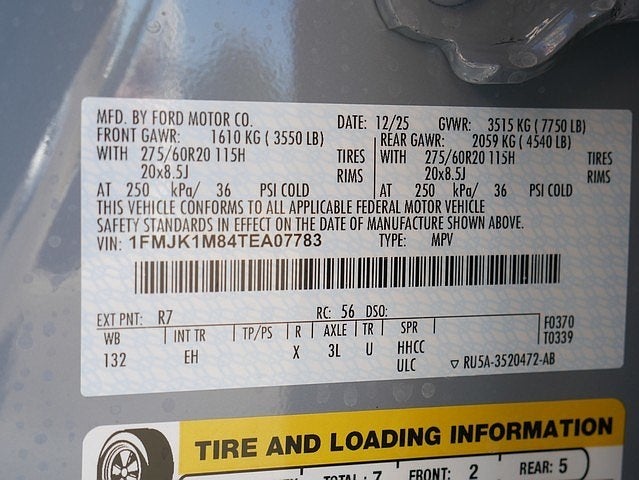 MFD. BY FORD MOTOR CO. DATE: 12/25 GVWR: 3515 KG ( 7750 LB)
FRONT GAWR: 1610 KG ( 3550 LB) REAR GAWR: 2059 KG ( 4540 LB)
WITH 275/60R20 115H TIRES WITH 275/60R20 115H TIRES
20x8.5J RIMS 20x8.5J RIMS
AT 250 kPa/ 36 PSI COLD AT 250 kPa/ 36 PSI COLD
THIS VEHICLE CONFORMS TO ALL APPLICABLE FEDERAL MOTOR VEHICLE
SAFETY STANDARDS IN EFFECT ON THE DATE OF MANUFACTURE SHOWN ABOVE.
VIN: 1FMJK1M84TEA07783 TYPE: MPV
EXT PNT: R7 RC: 56 DSO: F0370
WB INT TR TP/PS R AXLE TR SPR T0339
132 EH X 3L U HHCC
ULC ▽ RU5A-3520472-AB
TIRE AND LOADING INFORMATION
TOTAL: 7 FRONT: 2 REAR: 5